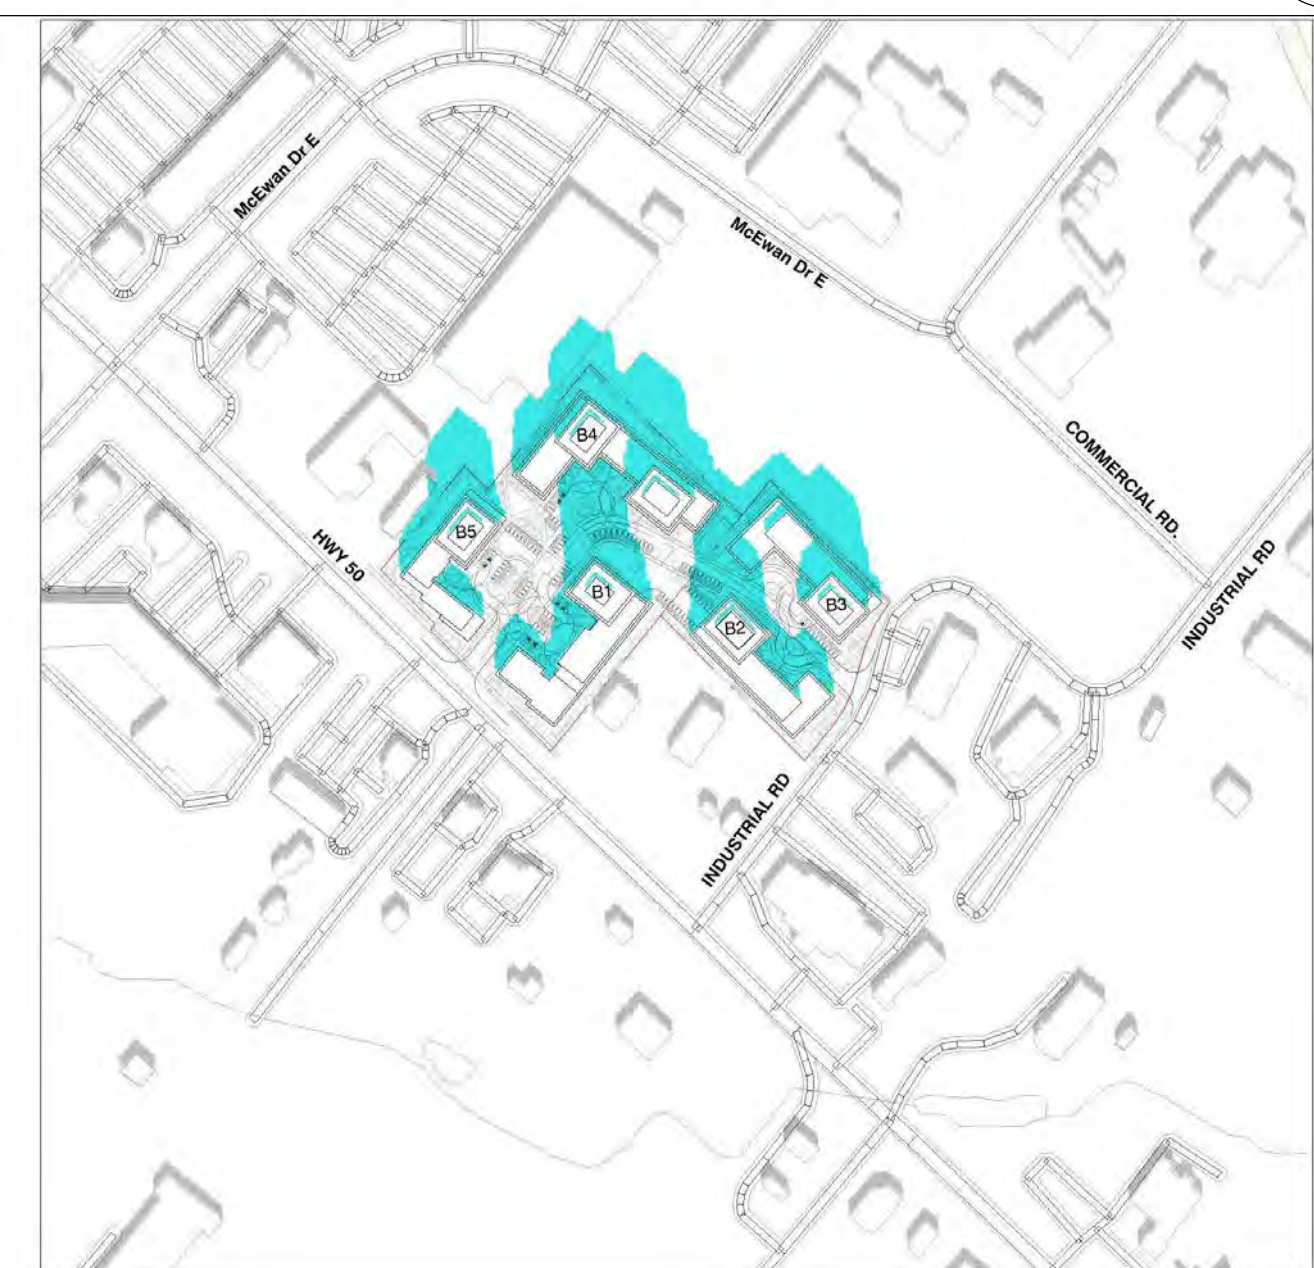 McEwan Dr E
McEwan Dr E
COMMERCIAL RD.
INDUSTRIAL RD
HWY 50
B4
B5
B1
B2
B3
INDUSTRIAL RD